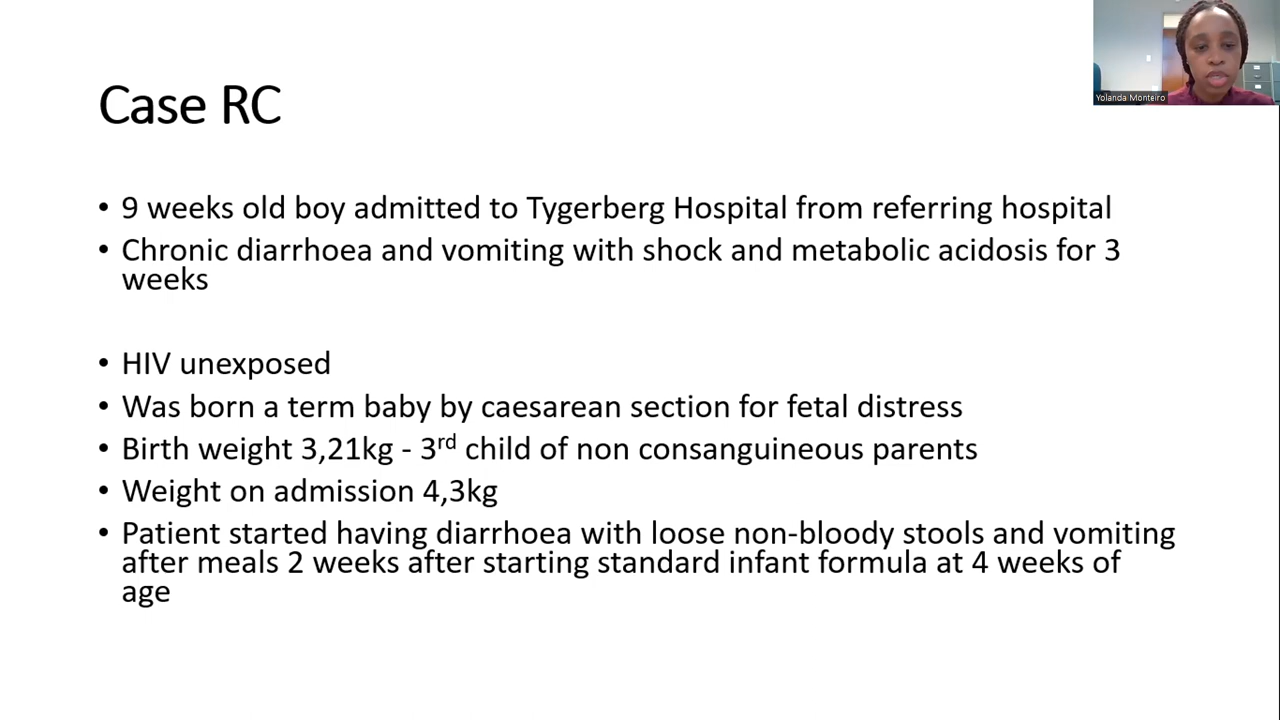 Yolanda Monteiro
Case RC
• 9 weeks old boy admitted to Tygerberg Hospital from referring hospital
• Chronic diarrhoea and vomiting with shock and metabolic acidosis for 3
weeks
• HIV unexposed
• Was born a term baby by caesarean section for fetal distress
• Birth weight 3,21kg - 3rd child of non consanguineous parents
• Weight on admission 4,3kg
• Patient started having diarrhoea with loose non-bloody stools and vomiting
after meals 2 weeks after starting standard infant formula at 4 weeks of
age